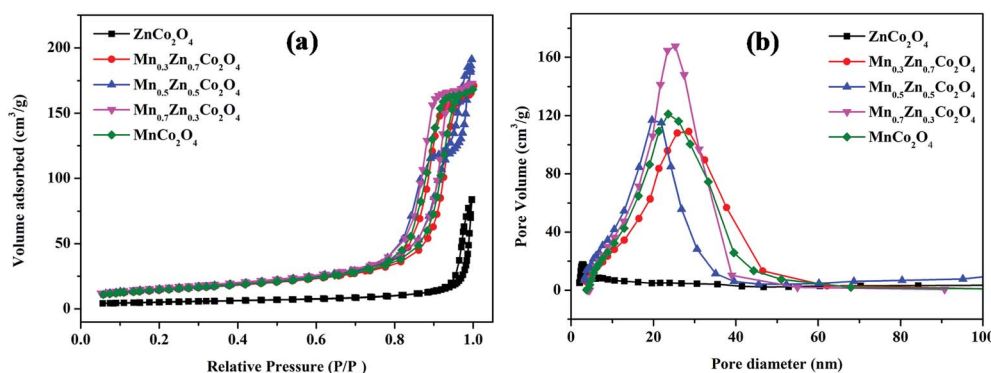 (a)
ZnCo₂O₄
Mn₀.₃Zn₀.₇Co₂O₄
Mn₀.₅Zn₀.₅Co₂O₄
Mn₀.₇Zn₀.₃Co₂O₄
MnCo₂O₄
Volume adsorbed (cm³/g)
200
150
100
50
0
0.0 0.2 0.4 0.6 0.8 1.0
Relative Pressure (P/P )
(b)
ZnCo₂O₄
Mn₀.₃Zn₀.₇Co₂O₄
Mn₀.₅Zn₀.₅Co₂O₄
Mn₀.₇Zn₀.₃Co₂O₄
MnCo₂O₄
Pore Volume (cm³/g)
160
120
80
40
0
0 20 40 60 80 100
Pore diameter (nm)